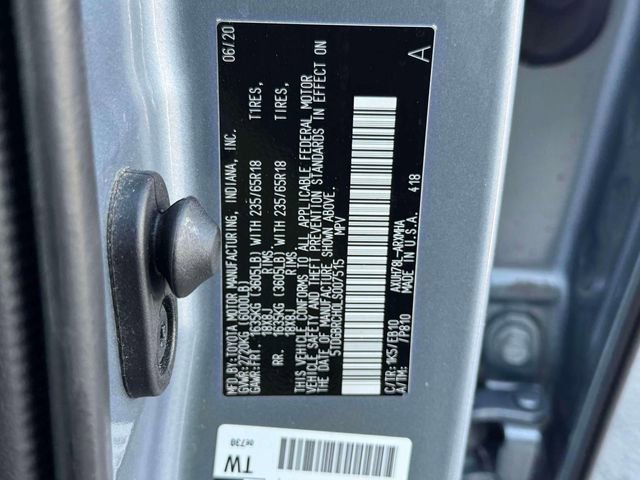 MFD. BY: TOYOTA MOTOR MANUFACTURING, INDIANA, INC. 06/20
GVWR: 2720KG (6000LB)
GAWR: FRT. 1635KG (3605LB) WITH 235/65R18 TIRES,
18X8J RIMS
RR. 1635KG (3605LB) WITH 235/65R18 TIRES,
18X8J RIMS
THIS VEHICLE CONFORMS TO ALL APPLICABLE FEDERAL MOTOR
VEHICLE SAFETY AND THEFT PREVENTION STANDARDS IN EFFECT ON
THE DATE OF MANUFACTURE SHOWN ABOVE.
5TDGBRCH0LS007515 MPV
C/TR: 1K5/EB10 AXUH78L-ARXMHA
A/TM: /P810 MADE IN U.S.A. 418
A
TW